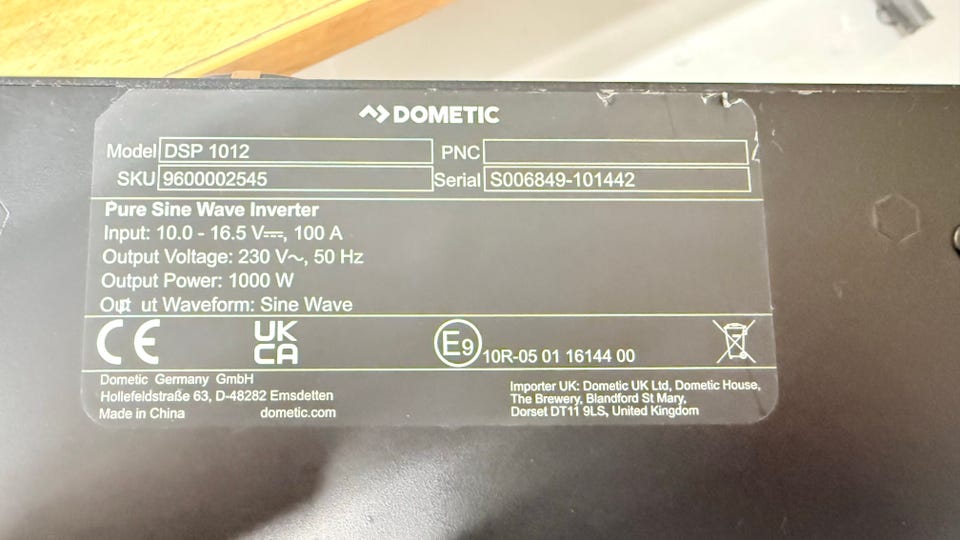 DOMETIC
Model DSP 1012 PNC
SKU 9600002545 Serial S006849-101442
Pure Sine Wave Inverter
Input: 10.0 - 16.5 V⎓, 100 A
Output Voltage: 230 V∼, 50 Hz
Output Power: 1000 W
Output Waveform: Sine Wave
CE UK CA E9 10R-05 01 16144 00
Dometic Germany GmbH
Hollefeldstraße 63, D-48282 Emsdetten
Made in China dometic.com
Importer UK: Dometic UK Ltd, Dometic House,
The Brewery, Blandford St Mary,
Dorset DT11 9LS, United Kingdom